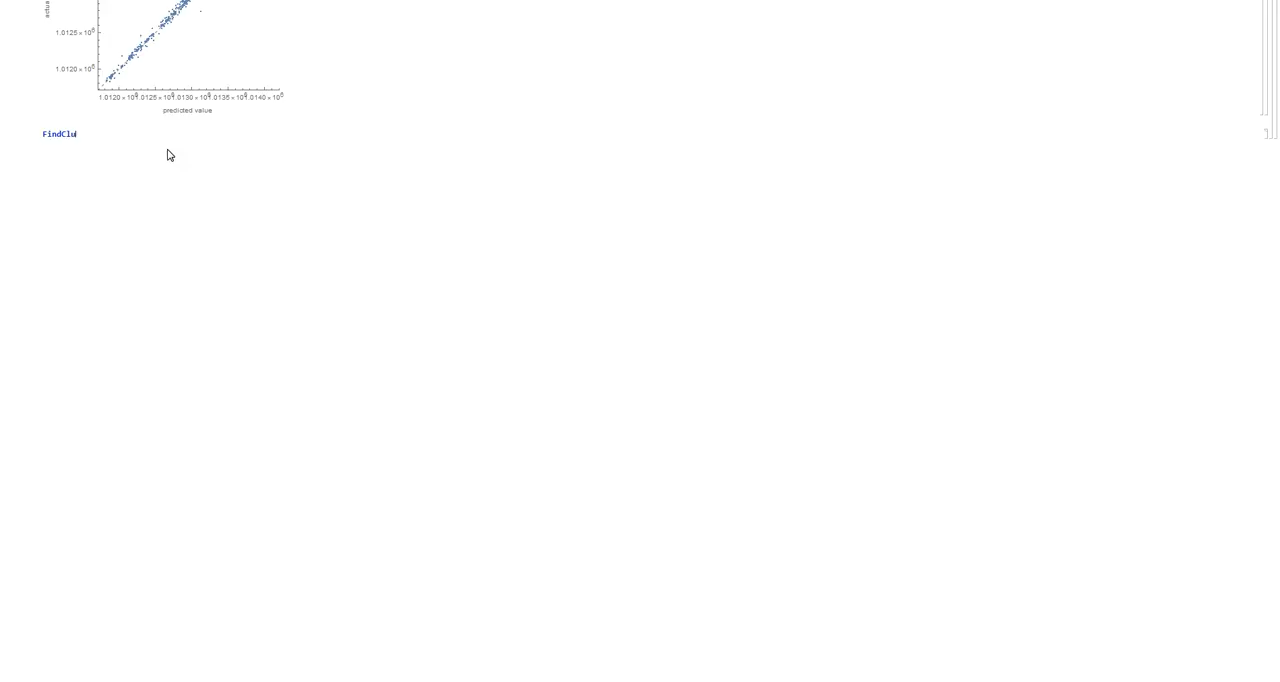 actua
1.0125 × 10⁶
1.0120 × 10⁶
1.0120 × 10⁶ 1.0125 × 10⁶ 1.0130 × 10⁶ 1.0135 × 10⁶ 1.0140 × 10⁶
predicted value
FindClu